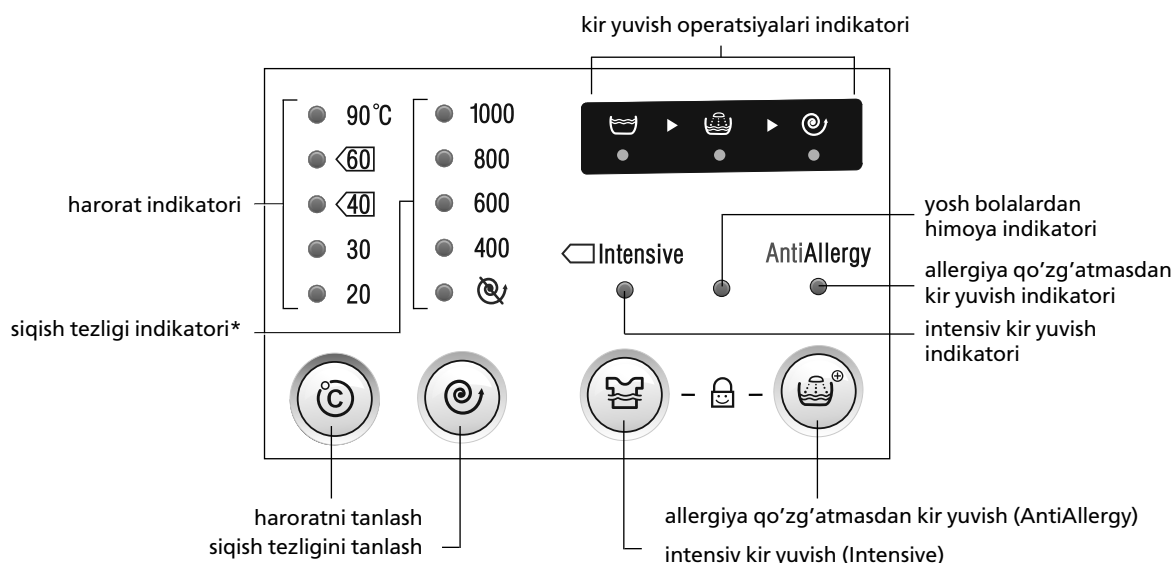 kir yuvish operatsiyalari indikatori
90°C
60
40
30
20
1000
800
600
400
harorat indikatori
siqish tezligi indikatori*
Intensive
AntiAllergy
yosh bolalardan
himoya indikatori
allergiya qo’zg’atmasdan
kir yuvish indikatori
intensiv kir yuvish
indikatori
C
haroratni tanlash
siqish tezligini tanlash
allergiya qo’zg’atmasdan kir yuvish (AntiAllergy)
intensiv kir yuvish (Intensive)